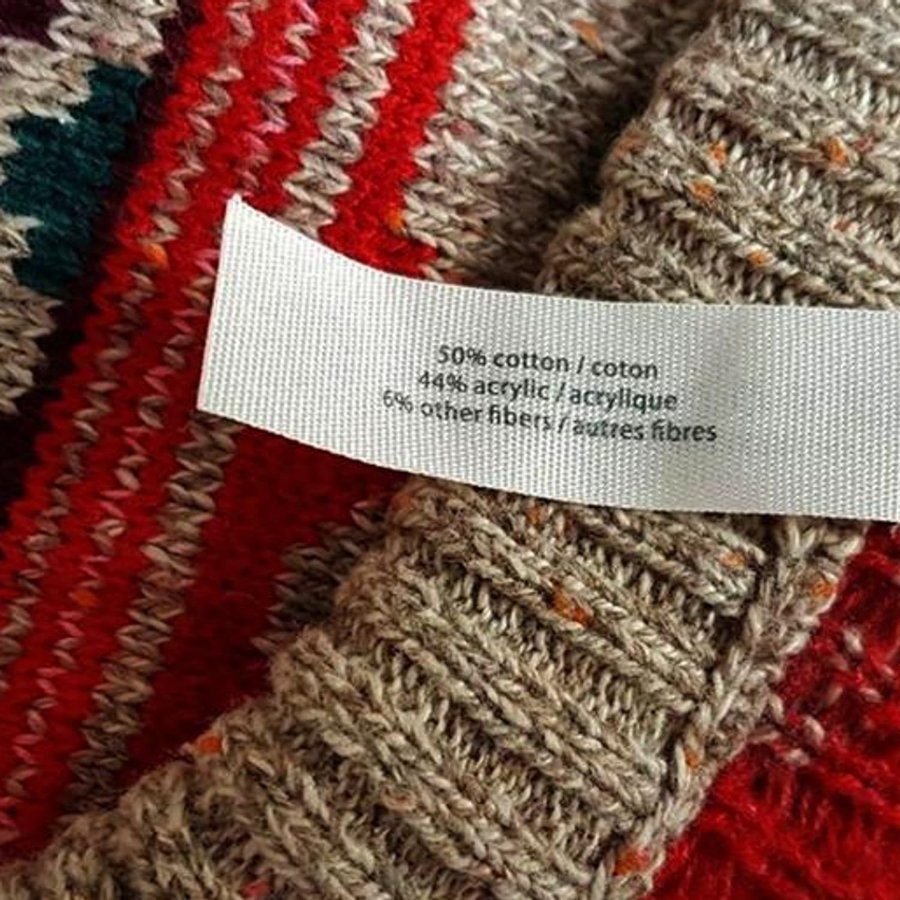 50% cotton / coton
44% acrylic / acrylique
6% other fibers / autres fibres